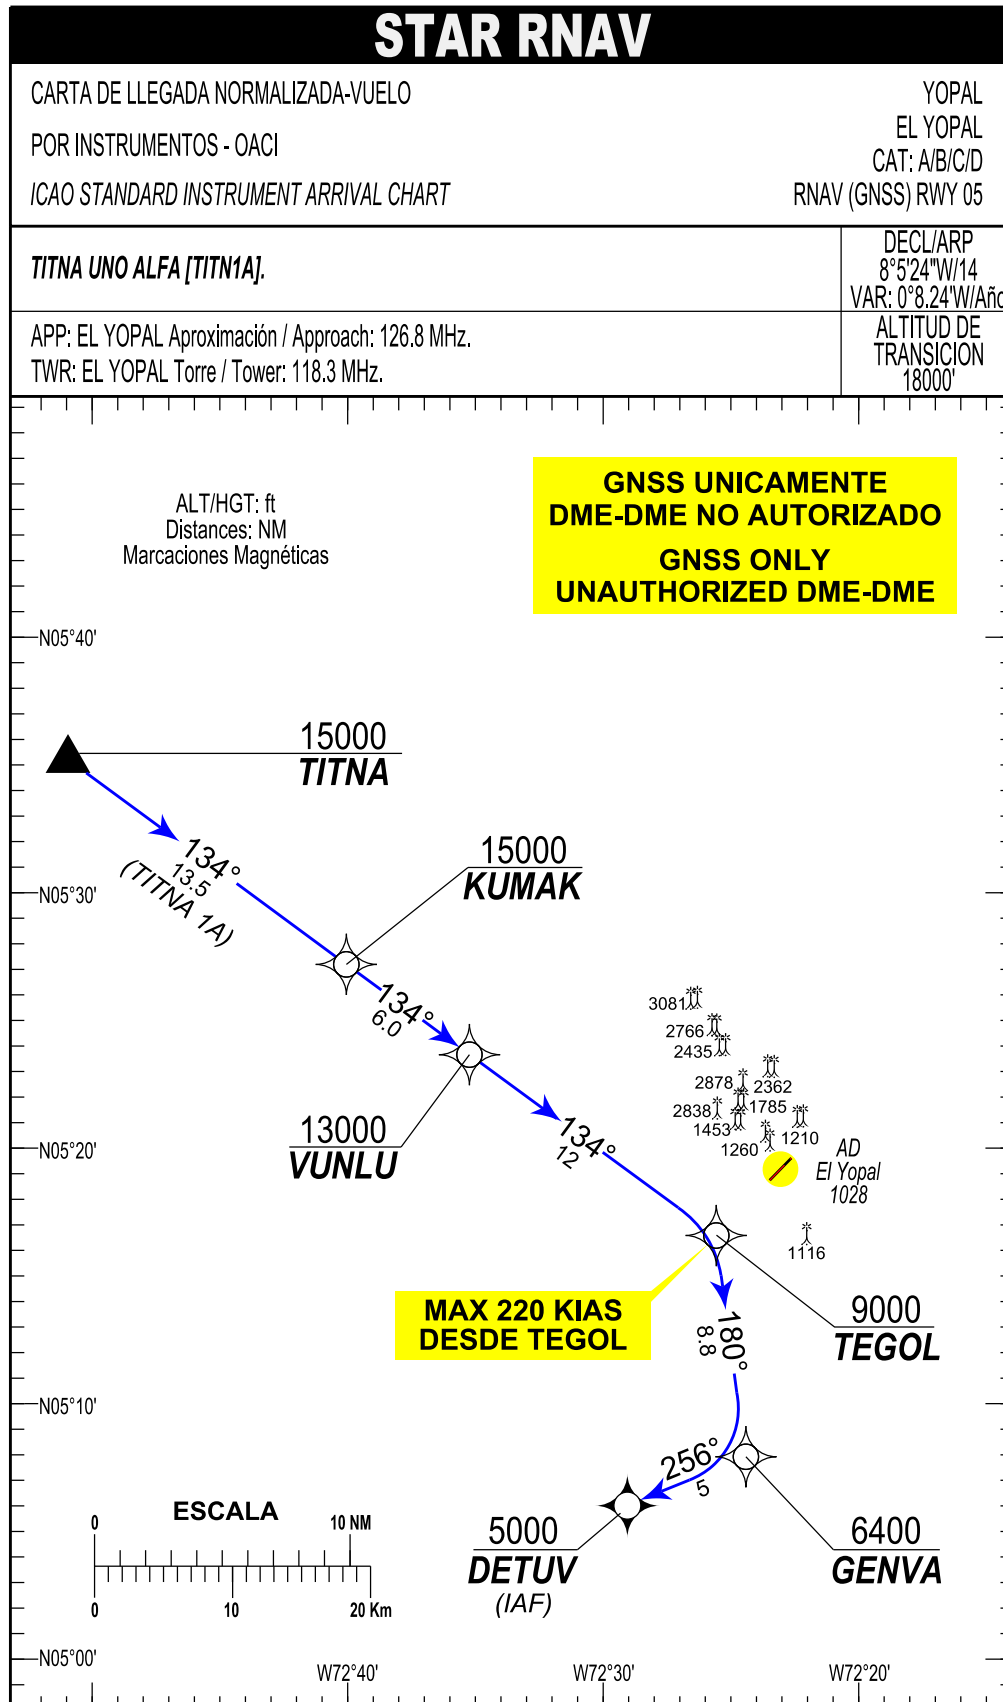 STAR RNAV
CARTA DE LLEGADA NORMALIZADA-VUELO
POR INSTRUMENTOS - OACI
ICAO STANDARD INSTRUMENT ARRIVAL CHART
YOPAL
EL YOPAL
CAT: A/B/C/D
RNAV (GNSS) RWY 05
TITNA UNO ALFA [TITN1A].
DECL/ARP
8°5'24"W/14
VAR: 0°8.24'W/Año
APP: EL YOPAL Aproximación / Approach: 126.8 MHz.
TWR: EL YOPAL Torre / Tower: 118.3 MHz.
ALTITUD DE
TRANSICION
18000'
ALT/HGT: ft
Distances: NM
Marcaciones Magnéticas
GNSS UNICAMENTE
DME-DME NO AUTORIZADO
GNSS ONLY
UNAUTHORIZED DME-DME
N05°40'
15000
TITNA
134°
13.5
(TITNA 1A)
15000
KUMAK
N05°30'
134°
6.0
3081
2766
2435
2878
2362
2838
1785
1453
1210
1260
13000
VUNLU
N05°20'
134°
12
AD
El Yopal
1028
1116
MAX 220 KIAS
DESDE TEGOL
9000
TEGOL
180°
8.8
N05°10'
256°
5
5000
DETUV
(IAF)
6400
GENVA
ESCALA
0
10 NM
0
10
20 Km
N05°00'
W72°40'
W72°30'
W72°20'